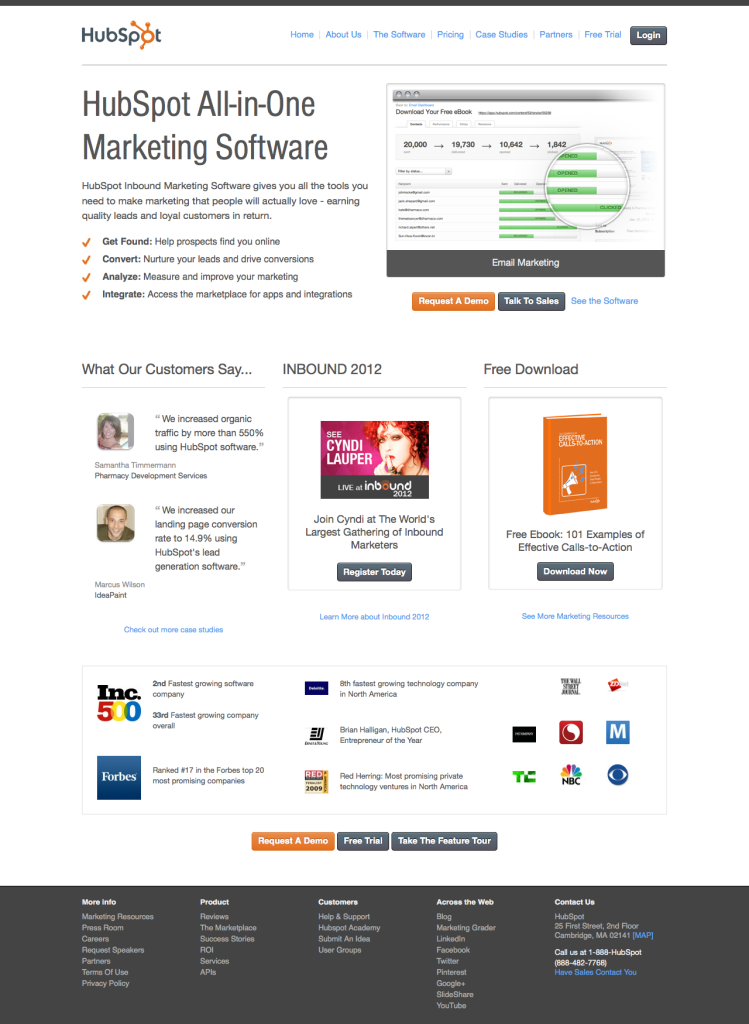 HubSpot
Home
About Us
The Software
Pricing
Case Studies
Partners
Free Trial
Login
HubSpot All-in-One
Marketing Software
HubSpot Inbound Marketing Software gives you all the tools you
need to make marketing that people will actually love - earning
quality leads and loyal customers in return.
Get Found: Help prospects find you online
Convert: Nurture your leads and drive conversions
Analyze: Measure and improve your marketing
Integrate: Access the marketplace for apps and integrations
Download Your Free eBook
20,000 → 19,730 → 10,642 → 1,842
OPENED
OPENED
OPENED
CLICKED
Email Marketing
Request A Demo
Talk To Sales
See the Software
What Our Customers Say...
“ We increased organic
traffic by more than 550%
using HubSpot software.”
Samantha Timmermann
Pharmacy Development Services
“ We increased our
landing page conversion
rate to 14.9% using
HubSpot's lead
generation software.”
Marcus Wilson
IdeaPaint
Check out more case studies
INBOUND 2012
SEE
CYNDI
LAUPER
LIVE at inbound
2012
Join Cyndi at The World's
Largest Gathering of Inbound
Marketers
Register Today
Learn More about Inbound 2012
Free Download
EFFECTIVE
CALLS-TO-ACTION
Free Ebook: 101 Examples of
Effective Calls-to-Action
Download Now
See More Marketing Resources
Inc.
500
2nd Fastest growing software
company
33rd Fastest growing company
overall
Forbes
Ranked #17 in the Forbes top 20
most promising companies
Deloitte
8th fastest growing technology company
in North America
Brian Halligan, HubSpot CEO,
Entrepreneur of the Year
RED
2009
Red Herring: Most promising private
technology ventures in North America
THE WALL
STREET
JOURNAL
M
TC
NBC
Request A Demo
Free Trial
Take The Feature Tour
More Info
Marketing Resources
Press Room
Careers
Request Speakers
Partners
Terms Of Use
Privacy Policy
Product
Reviews
The Marketplace
Success Stories
ROI
Services
APIs
Customers
Help & Support
Hubspot Academy
Submit An Idea
User Groups
Across the Web
Blog
Marketing Grader
LinkedIn
Facebook
Twitter
Pinterest
Google+
SlideShare
YouTube
Contact Us
HubSpot
25 First Street, 2nd Floor
Cambridge, MA 02141 [MAP]
Call us at 1-888-HubSpot
(888-482-7768)
Have Sales Contact You